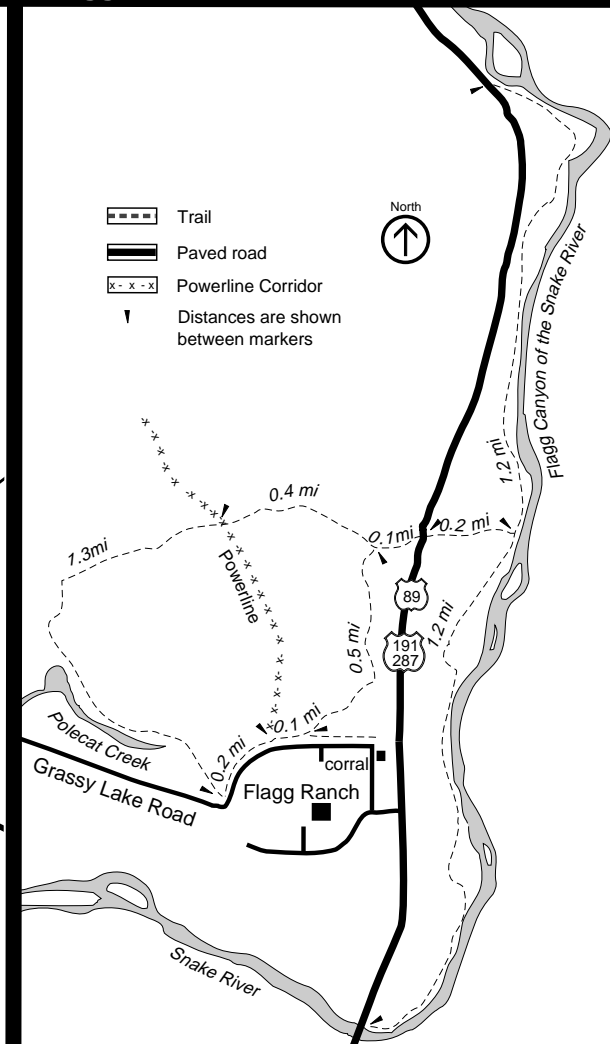 North
Trail
Paved road
x - x - x
Powerline Corridor
Distances are shown
between markers
Flagg Canyon of the Snake River
1.2 mi
0.4 mi
0.1mi
0.2 mi
1.3mi
Powerline
89
191
287
1.2 mi
0.5 mi
0.1 mi
0.2 mi
Polecat Creek
corral
Grassy Lake Road
Flagg Ranch
Snake River